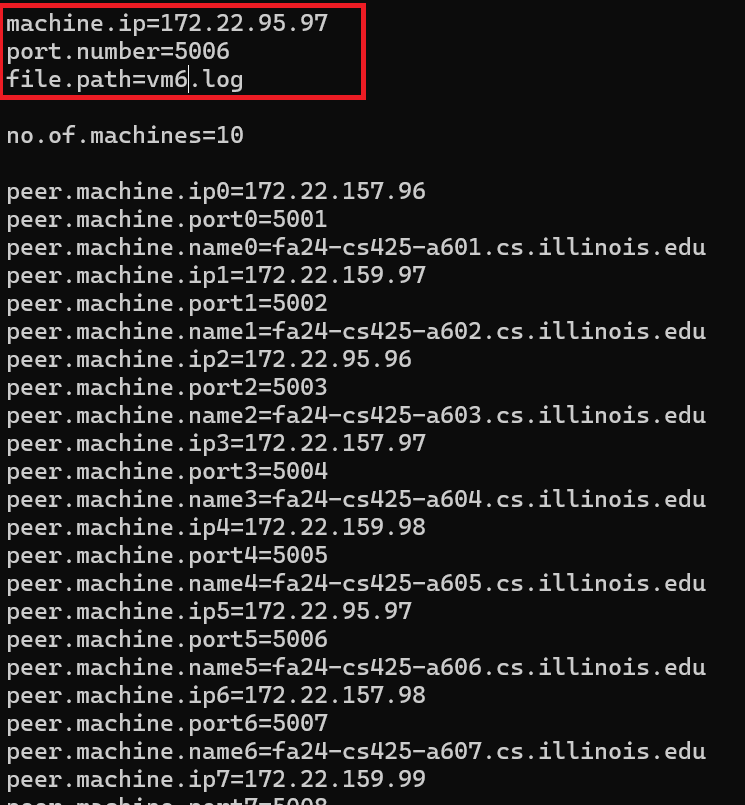 machine.ip=172.22.95.97
port.number=5006
file.path=vm6.log
no.of.machines=10
peer.machine.ip0=172.22.157.96
peer.machine.port0=5001
peer.machine.name0=fa24-cs425-a601.cs.illinois.edu
peer.machine.ip1=172.22.159.97
peer.machine.port1=5002
peer.machine.name1=fa24-cs425-a602.cs.illinois.edu
peer.machine.ip2=172.22.95.96
peer.machine.port2=5003
peer.machine.name2=fa24-cs425-a603.cs.illinois.edu
peer.machine.ip3=172.22.157.97
peer.machine.port3=5004
peer.machine.name3=fa24-cs425-a604.cs.illinois.edu
peer.machine.ip4=172.22.159.98
peer.machine.port4=5005
peer.machine.name4=fa24-cs425-a605.cs.illinois.edu
peer.machine.ip5=172.22.95.97
peer.machine.port5=5006
peer.machine.name5=fa24-cs425-a606.cs.illinois.edu
peer.machine.ip6=172.22.157.98
peer.machine.port6=5007
peer.machine.name6=fa24-cs425-a607.cs.illinois.edu
peer.machine.ip7=172.22.159.99
peer.machine.port7=5008